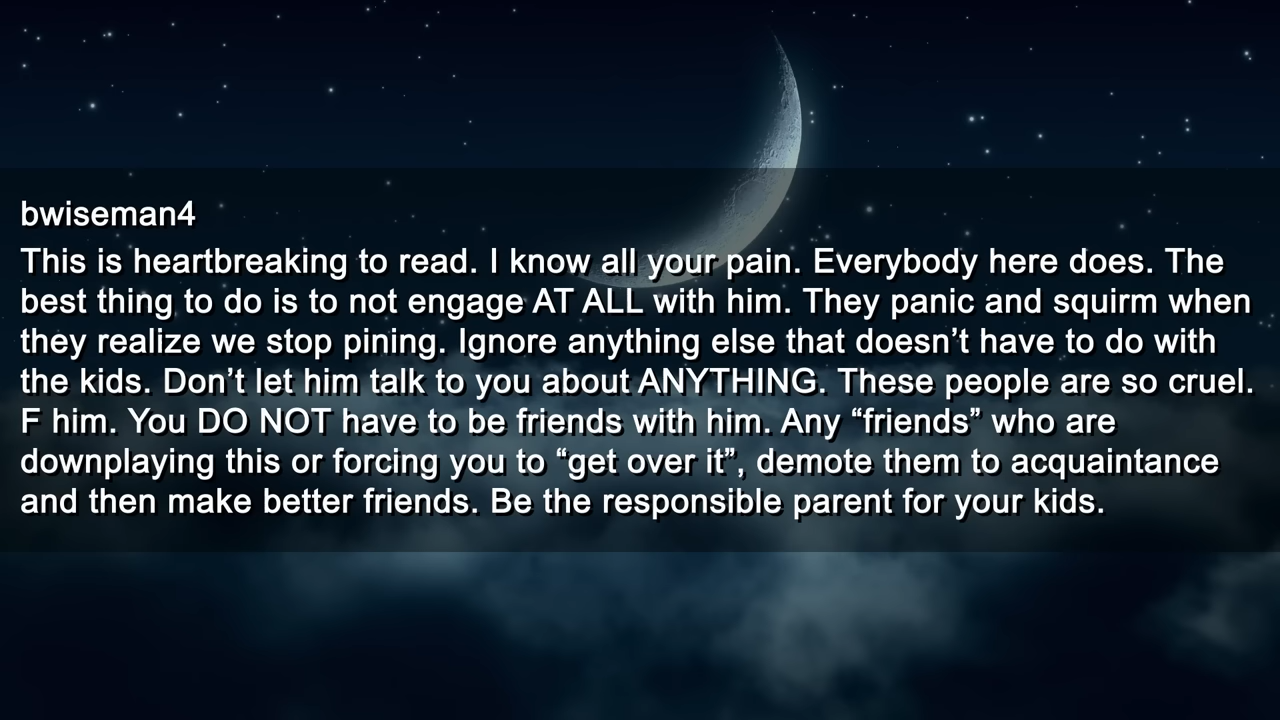 bwiseman4
This is heartbreaking to read. I know all your pain. Everybody here does. The
best thing to do is to not engage AT ALL with him. They panic and squirm when
they realize we stop pining. Ignore anything else that doesn’t have to do with
the kids. Don’t let him talk to you about ANYTHING. These people are so cruel.
F him. You DO NOT have to be friends with him. Any “friends” who are
downplaying this or forcing you to “get over it”, demote them to acquaintance
and then make better friends. Be the responsible parent for your kids.